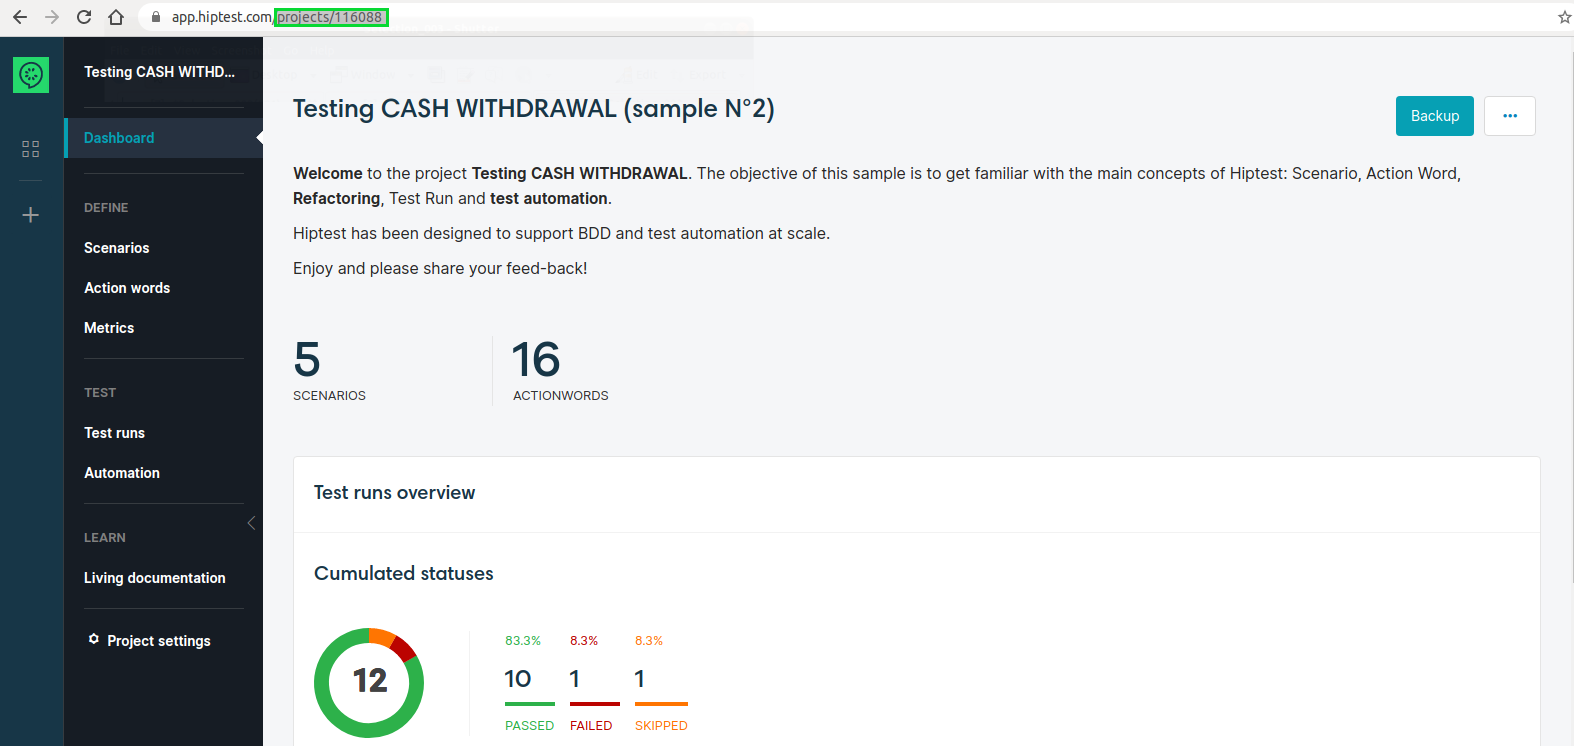 app.hiptest.com/projects/116088
Testing CASH WITHD...
Dashboard
DEFINE
Scenarios
Action words
Metrics
TEST
Test runs
Automation
LEARN
Living documentation
Project settings
Testing CASH WITHDRAWAL (sample N°2)
Backup
Welcome to the project Testing CASH WITHDRAWAL. The objective of this sample is to get familiar with the main concepts of Hiptest: Scenario, Action Word,
Refactoring, Test Run and test automation.
Hiptest has been designed to support BDD and test automation at scale.
Enjoy and please share your feed-back!
5
SCENARIOS
16
ACTIONWORDS
Test runs overview
Cumulated statuses
12
83.3% 8.3% 8.3%
10 1 1
PASSED FAILED SKIPPED